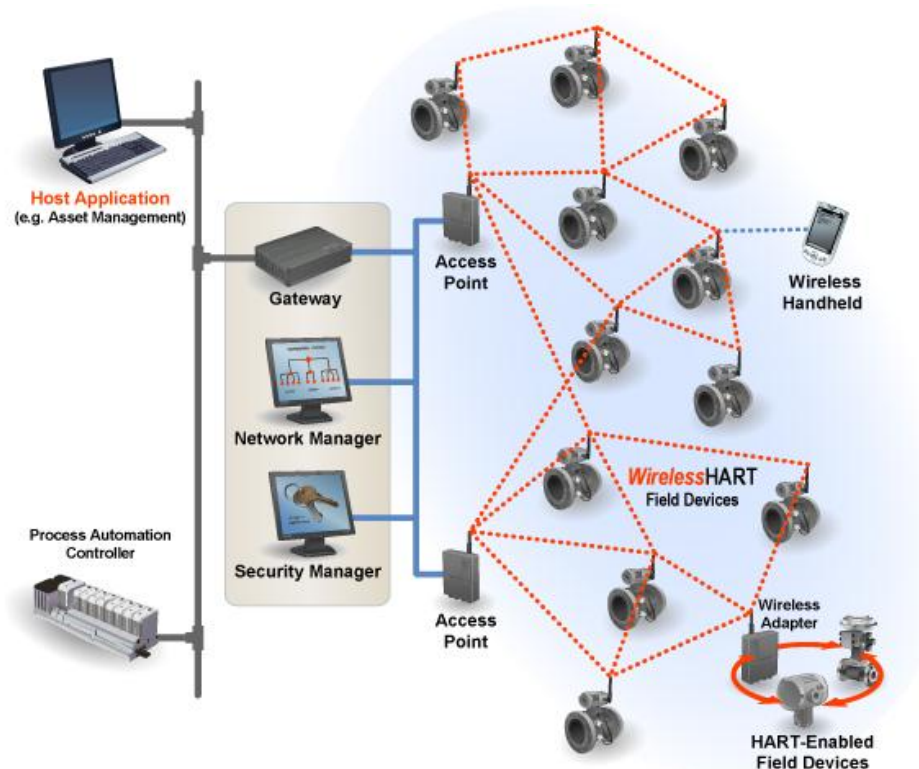 Host Application
(e.g. Asset Management)
Gateway
Network Manager
Security Manager
Process Automation
Controller
Access
Point
Access
Point
Wireless
Handheld
WirelessHART
Field Devices
Wireless
Adapter
HART-Enabled
Field Devices